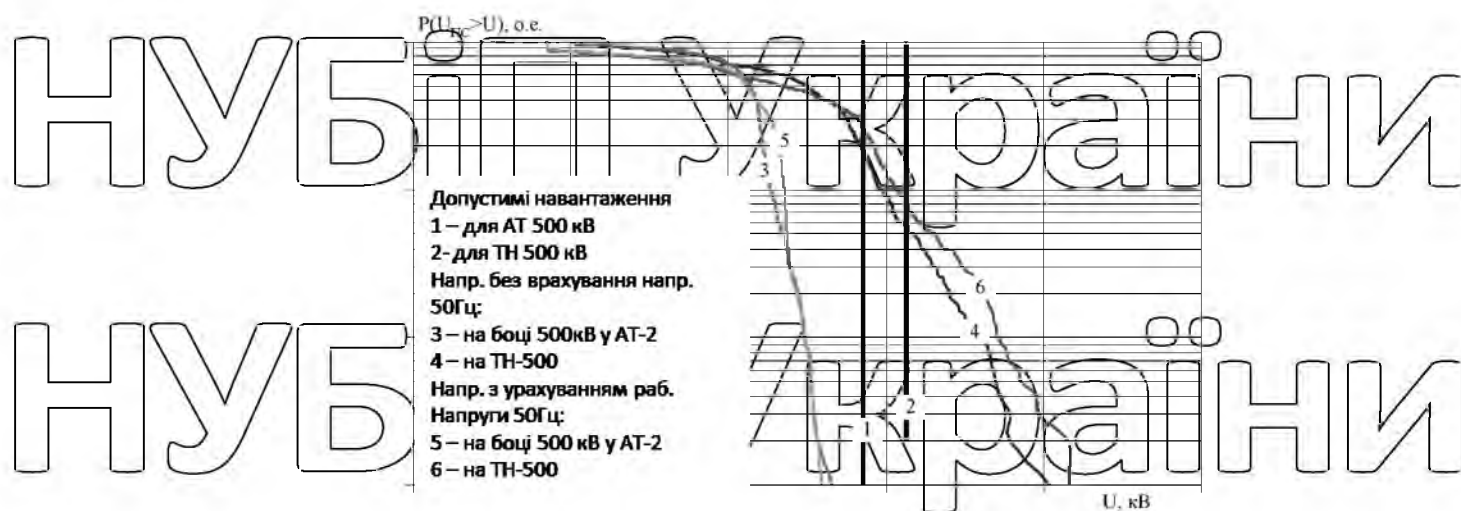 P(U_ГС>U), о.е.
НУБіП України
5
3
Допустимі навантаження
1 – для АТ 500 кВ
2- для ТН 500 кВ
Напр. без врахування напр.
50Гц:
3 – на боці 500кВ у АТ-2
4 – на ТН-500
Напр. з урахуванням раб.
Напруги 50Гц:
5 – на боці 500 кВ у АТ-2
6 – на ТН-500
6
4
НУБ України
2
1
U, кВ